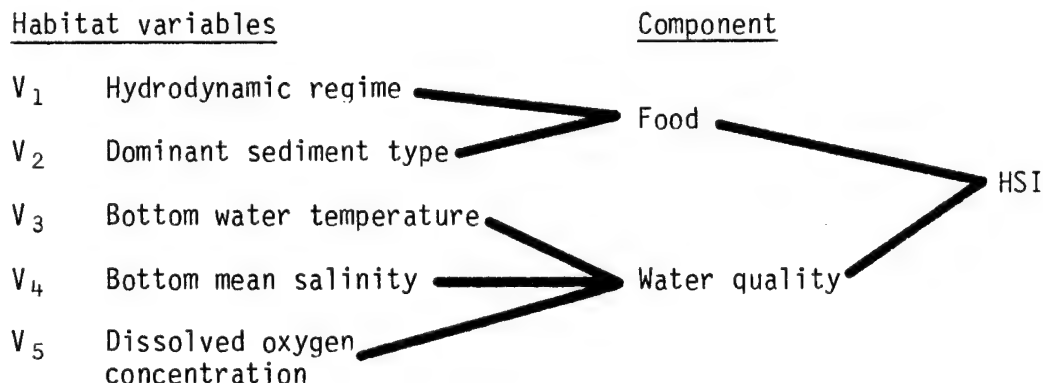 Habitat variables Component
V1 Hydrodynamic regime
Food
V2 Dominant sediment type
HSI
V3 Bottom water temperature
V4 Bottom mean salinity Water quality
V5 Dissolved oxygen
concentration